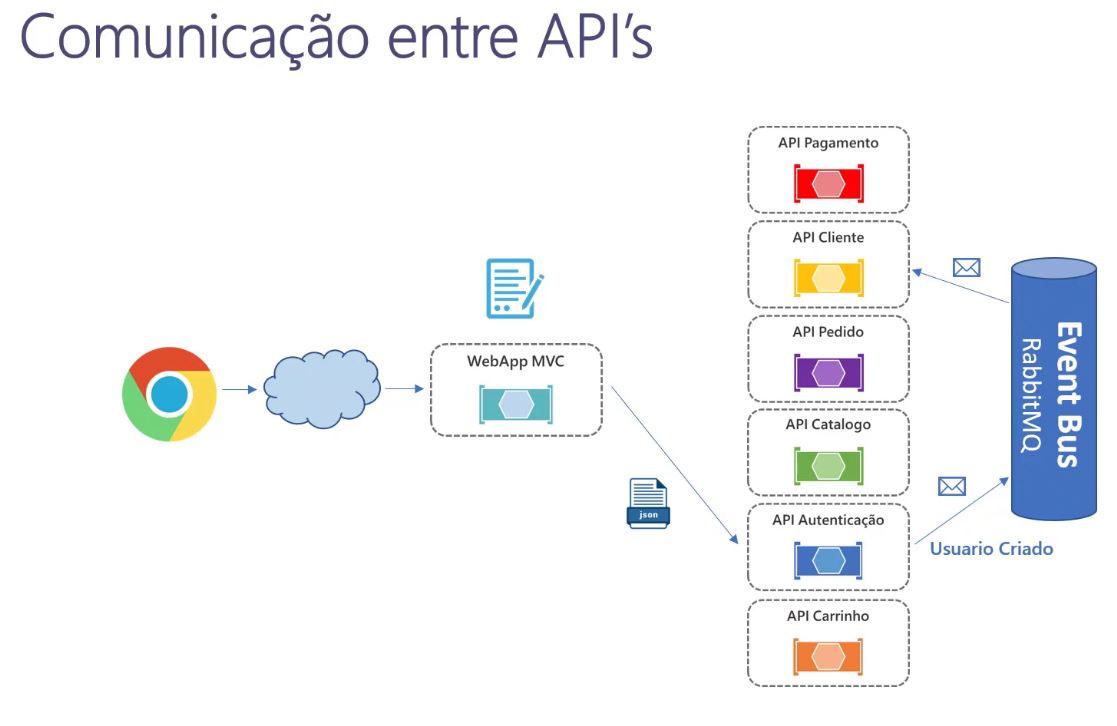 Comunicação entre API’s
API Pagamento
API Cliente
API Pedido
WebApp MVC
API Catalogo
json
API Autenticação
API Carrinho
Event Bus
RabbitMQ
Usuario Criado